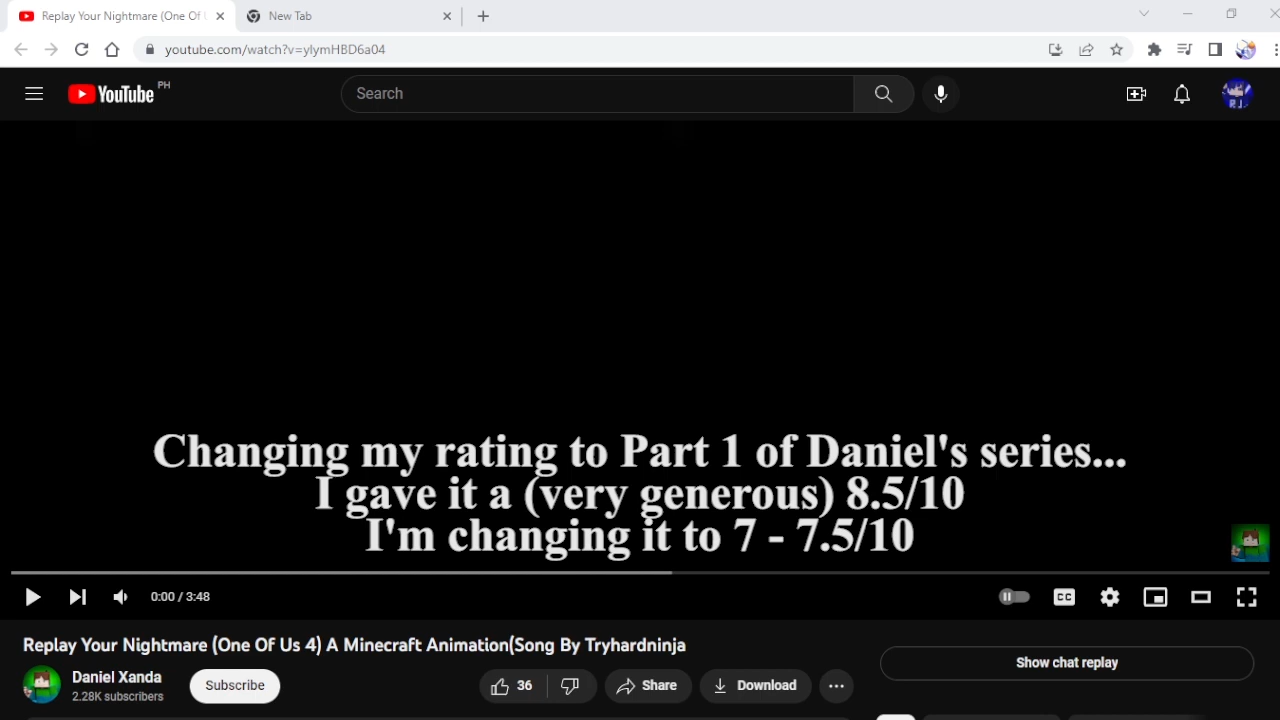 Replay Your Nightmare (One Of U
New Tab
youtube.com/watch?v=ylymHBD6a04
YouTube PH
Search
Changing my rating to Part 1 of Daniel's series...
I gave it a (very generous) 8.5/10
I'm changing it to 7 - 7.5/10
0:00 / 3:48
CC
Replay Your Nightmare (One Of Us 4) A Minecraft Animation(Song By Tryhardninja
Daniel Xanda
2.28K subscribers
Subscribe
36
Share
Download
Show chat replay